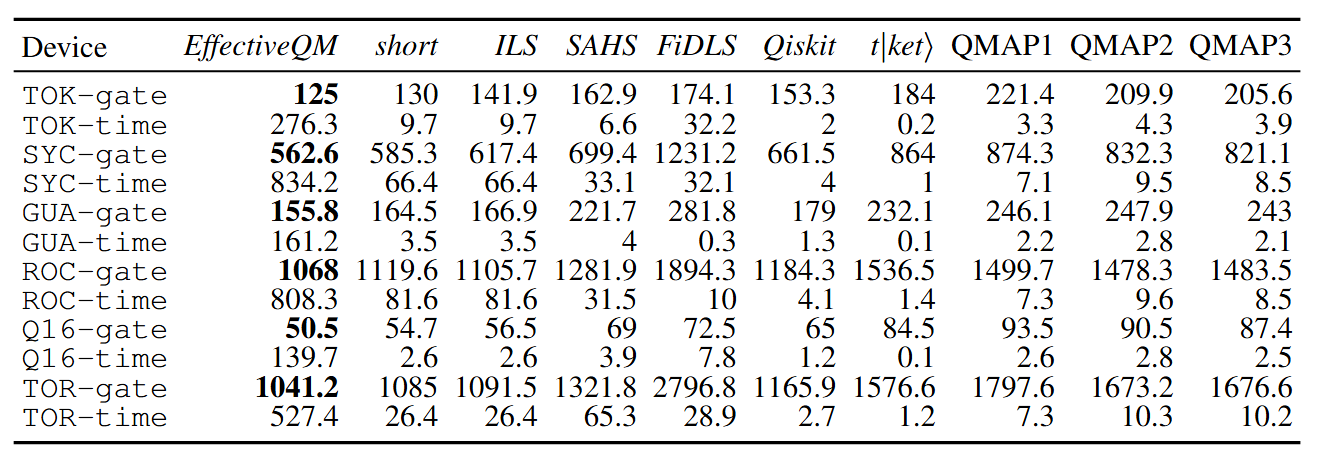 Device EffectiveQM short ILS SAHS FiDLS Qiskit t|ket⟩ QMAP1 QMAP2 QMAP3
TOK-gate 125 130 141.9 162.9 174.1 153.3 184 221.4 209.9 205.6
TOK-time 276.3 9.7 9.7 6.6 32.2 2 0.2 3.3 4.3 3.9
SYC-gate 562.6 585.3 617.4 699.4 1231.2 661.5 864 874.3 832.3 821.1
SYC-time 834.2 66.4 66.4 33.1 32.1 4 1 7.1 9.5 8.5
GUA-gate 155.8 164.5 166.9 221.7 281.8 179 232.1 246.1 247.9 243
GUA-time 161.2 3.5 3.5 4 0.3 1.3 0.1 2.2 2.8 2.1
ROC-gate 1068 1119.6 1105.7 1281.9 1894.3 1184.3 1536.5 1499.7 1478.3 1483.5
ROC-time 808.3 81.6 81.6 31.5 10 4.1 1.4 7.3 9.6 8.5
Q16-gate 50.5 54.7 56.5 69 72.5 65 84.5 93.5 90.5 87.4
Q16-time 139.7 2.6 2.6 3.9 7.8 1.2 0.1 2.6 2.8 2.5
TOR-gate 1041.2 1085 1091.5 1321.8 2796.8 1165.9 1576.6 1797.6 1673.2 1676.6
TOR-time 527.4 26.4 26.4 65.3 28.9 2.7 1.2 7.3 10.3 10.2